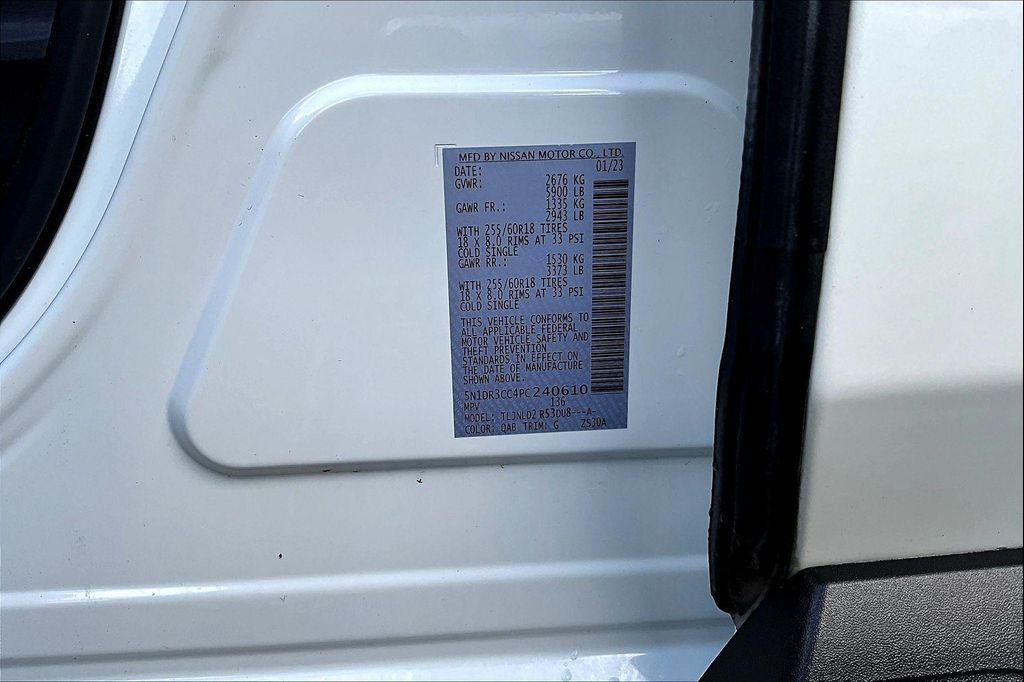 MFD BY NISSAN MOTOR CO., LTD.
DATE: 01/23
GVWR: 2676 KG
5900 LB
GAWR FR.: 1335 KG
2943 LB
WITH 255/60R18 TIRES
18 X 8.0 RIMS AT 33 PSI
COLD SINGLE
GAWR RR.: 1530 KG
3373 LB
WITH 255/60R18 TIRES
18 X 8.0 RIMS AT 33 PSI
COLD SINGLE
THIS VEHICLE CONFORMS TO
ALL APPLICABLE FEDERAL
MOTOR VEHICLE SAFETY AND
THEFT PREVENTION
STANDARDS IN EFFECT ON
THE DATE OF MANUFACTURE
SHOWN ABOVE.
5N1DR3CC4PC240610
MPV 136
MODEL: TLJNLD2 R53DU8---A-
COLOR: QAB TRIM: G ZS30A